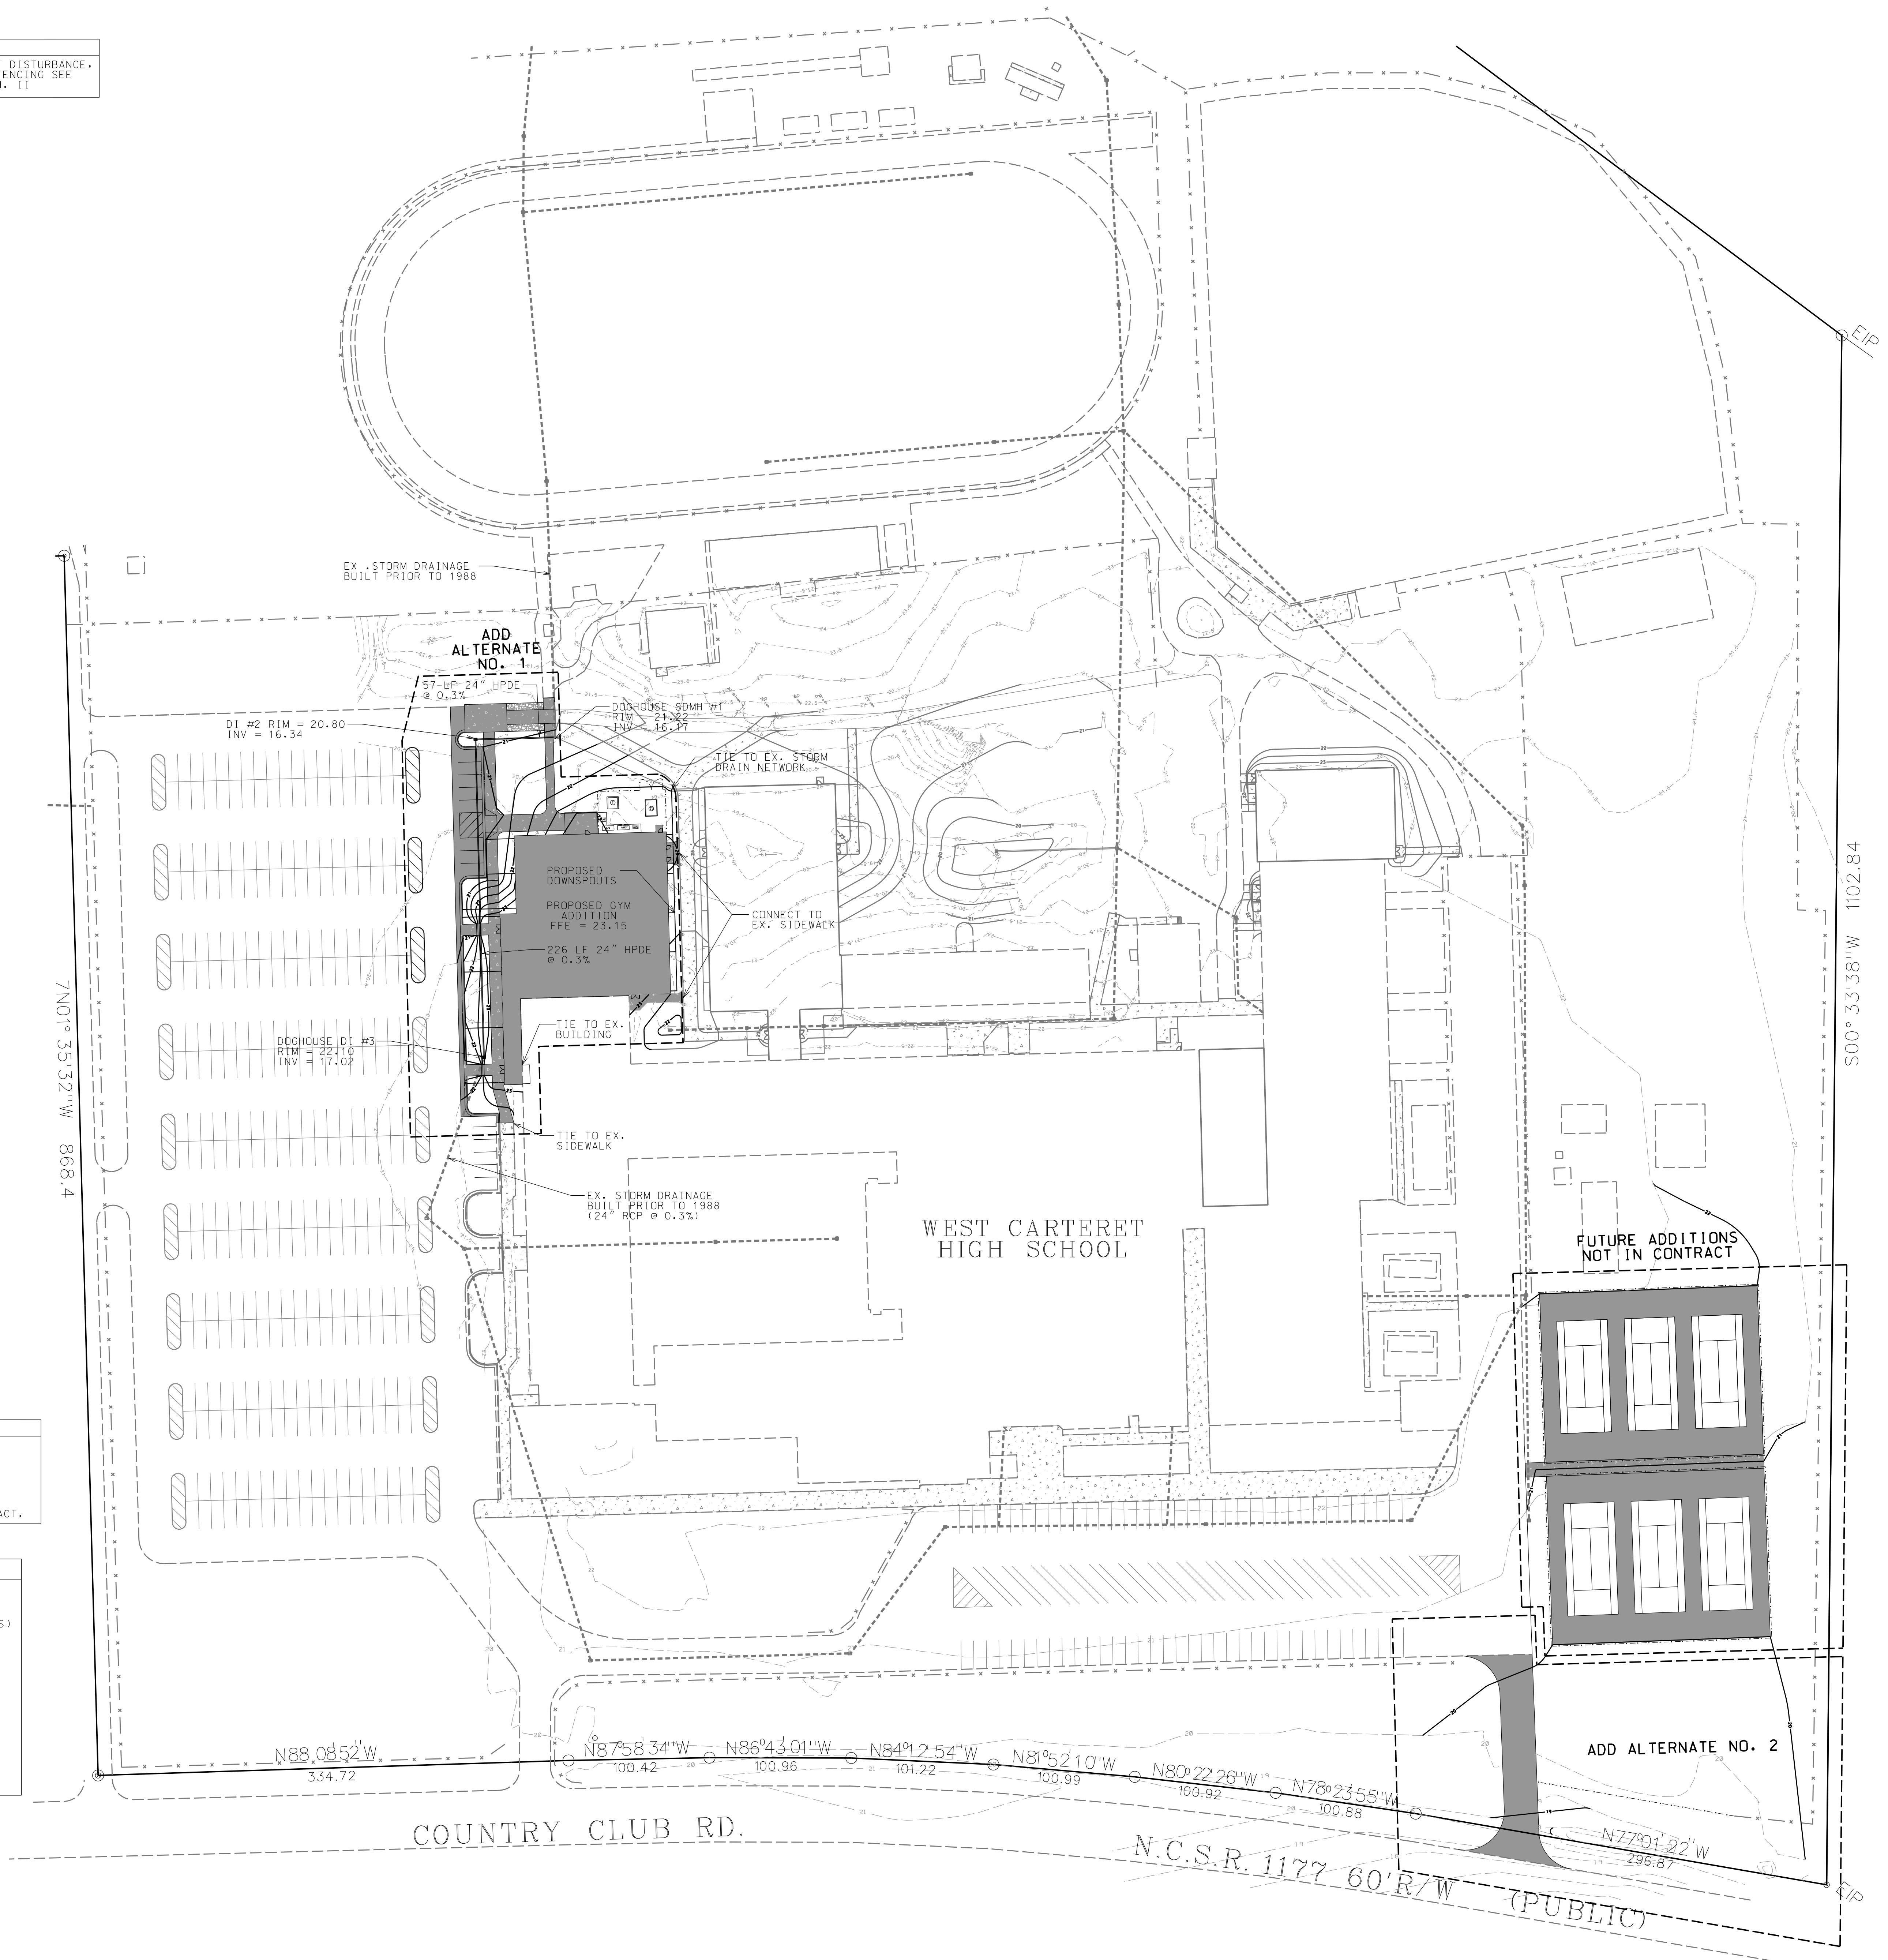 DISTURBANCE.
FENCING SEE
II
EIP
EX .STORM DRAINAGE
BUILT PRIOR TO 1988
ADD
ALTERNATE
NO. 1
57 LF 24" HPDE
@ 0.3%
DOGHOUSE SDMH #1
RIM = 21.22
INV = 16.17
DI #2 RIM = 20.80
INV = 16.34
TIE TO EX. STORM
DRAIN NETWORK
PROPOSED
DOWNSPOUTS
PROPOSED GYM
ADDITION
FFE = 23.15
CONNECT TO
EX. SIDEWALK
226 LF 24" HPDE
@ 0.3%
S00°33'38"W 1102.84
7N01°35'32"W 868.4
TIE TO EX.
BUILDING
DOGHOUSE DI #3
RIM = 22.10
INV = 17.02
TIE TO EX.
SIDEWALK
EX. STORM DRAINAGE
BUILT PRIOR TO 1988
(24" RCP @ 0.3%)
WEST CARTERET
HIGH SCHOOL
FUTURE ADDITIONS
NOT IN CONTRACT
ACT.
S)
ADD ALTERNATE NO. 2
N88°08'52"W
334.72
N87°58'34"W
100.42
N86°43'01"W
100.96
N84°12'54"W
101.22
N81°52'10"W
100.99
N80°22'26"W
100.92
N78°23'55"W
100.88
N77°01'22"W
296.87
EIP
COUNTRY CLUB RD.
N.C.S.R. 1177 60'R/W (PUBLIC)